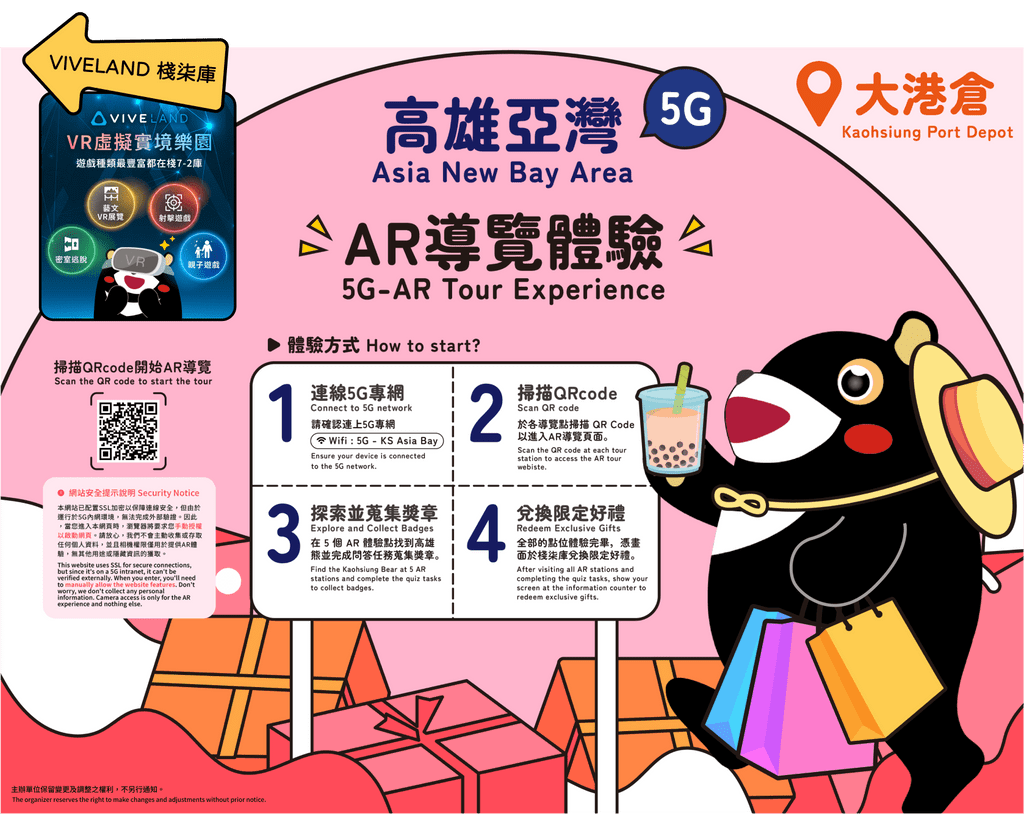 VIVELAND 棧柒庫
VIVELAND
VR虛擬實境樂園
遊戲種類最豐富都在棧7-2庫
藝文
VR展覽
射擊遊戲
密室逃脫
親子遊戲
VR
高雄亞灣
5G
Asia New Bay Area
大港倉
Kaohsiung Port Depot
AR導覽體驗
5G-AR Tour Experience
掃描QRcode開始AR導覽
Scan the QR code to start the tour
! 網站安全提示說明 Security Notice
本網站已配置SSL加密以保障連線安全，但由於
運行於5G內網環境，無法完成外部驗證。因此
，當您進入本網頁時，瀏覽器將要求您手動授權
以啟動網頁。請放心，我們不會主動收集或存取
任何個人資料，並且相機權限僅用於提供AR體
驗，無其他用途或隱藏資訊的獲取。
This website uses SSL for secure connections,
but since it's on a 5G intranet, it can't be
verified externally. When you enter, you'll need
to manually allow the website features. Don't
worry, we don't collect any personal
information. Camera access is only for the AR
experience and nothing else.
▶ 體驗方式 How to start?
1
連線5G專網
Connect to 5G network
請確認連上5G專網
Wifi : 5G - KS Asia Bay
Ensure your device is connected
to the 5G network.
2
掃描QRcode
Scan QR code
於各導覽點掃描 QR Code
以進入AR導覽頁面。
Scan the QR code at each tour
station to access the AR tour
webiste.
3
探索並蒐集獎章
Explore and Collect Badges
在 5 個 AR 體驗點找到高雄
熊並完成問答任務蒐集獎章。
Find the Kaohsiung Bear at 5 AR
stations and complete the quiz tasks
to collect badges.
4
兌換限定好禮
Redeem Exclusive Gifts
全部的點位體驗完畢，憑畫
面於棧柒庫兌換限定好禮。
After visiting all AR stations and
completing the quiz tasks, show your
screen at the information counter to
redeem exclusive gifts.
主辦單位保留變更及調整之權利，不另行通知。
The organizer reserves the right to make changes and adjustments without prior notice.